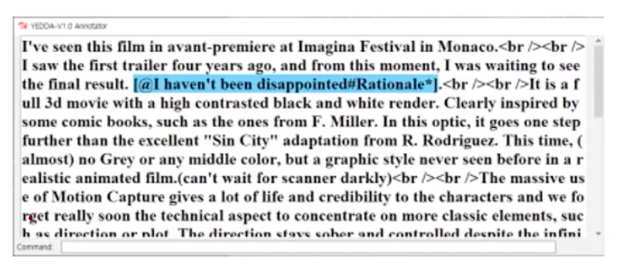 YEDDA-V1.0 Annotator
I've seen this film in avant-premiere at Imagina Festival in Monaco.<br /><br />
I saw the first trailer four years ago, and from this moment, I was waiting to see
the final result. [@I haven't been disappointed#Rationale*].<br /><br />It is a f
ull 3d movie with a high contrasted black and white render. Clearly inspired by
some comic books, such as the ones from F. Miller. In this optic, it goes one step
further than the excellent "Sin City" adaptation from R. Rodriguez. This time, (
almost) no Grey or any middle color, but a graphic style never seen before in a r
ealistic animated film.(can't wait for scanner darkly)<br /><br />The massive us
e of Motion Capture gives a lot of life and credibility to the characters and we fo
rget really soon the technical aspect to concentrate on more classic elements, suc
h as direction or plot. The direction stays sober and controlled despite the infini
Command: